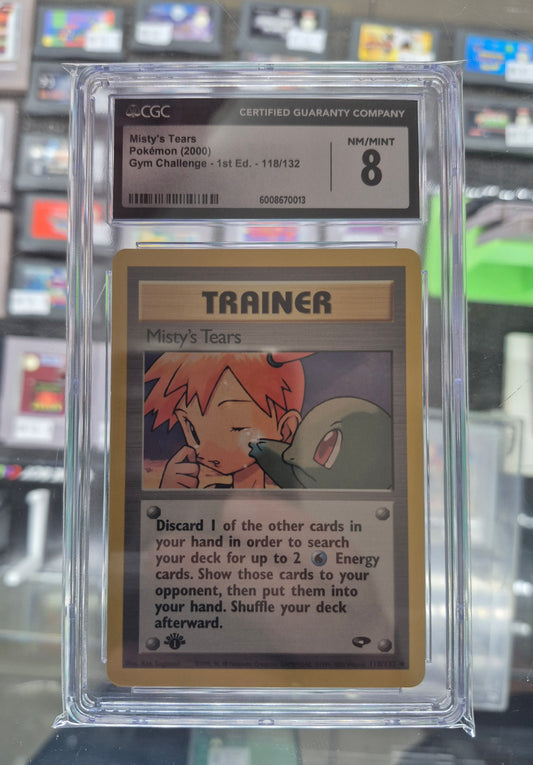 CGC CERTIFIED GUARANTY COMPANY
Misty's Tears
Pokémon (2000)
Gym Challenge - 1st Ed. - 118/132
NM/MINT
8
6008670013
TRAINER
Misty's Tears
Discard 1 of the other cards in
your hand in order to search
your deck for up to 2 Energy
cards. Show those cards to your
opponent, then put them into
your hand. Shuffle your deck
afterward.
1
118/132